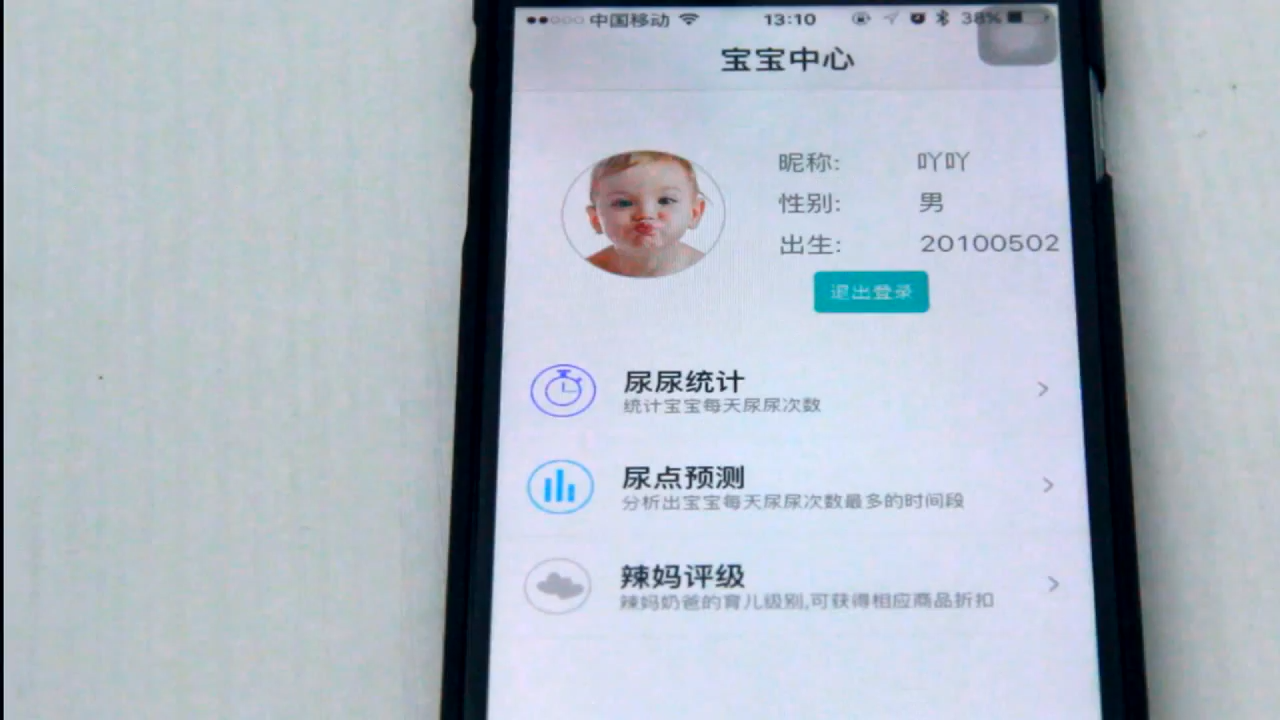 中国移动 13:10 38%
宝宝中心
昵称: 吖吖
性别: 男
出生: 20100502
退出登录
尿尿统计
统计宝宝每天尿尿次数
尿点预测
分析出宝宝每天尿尿次数最多的时间段
辣妈评级
辣妈奶爸的育儿级别,可获得相应商品折扣